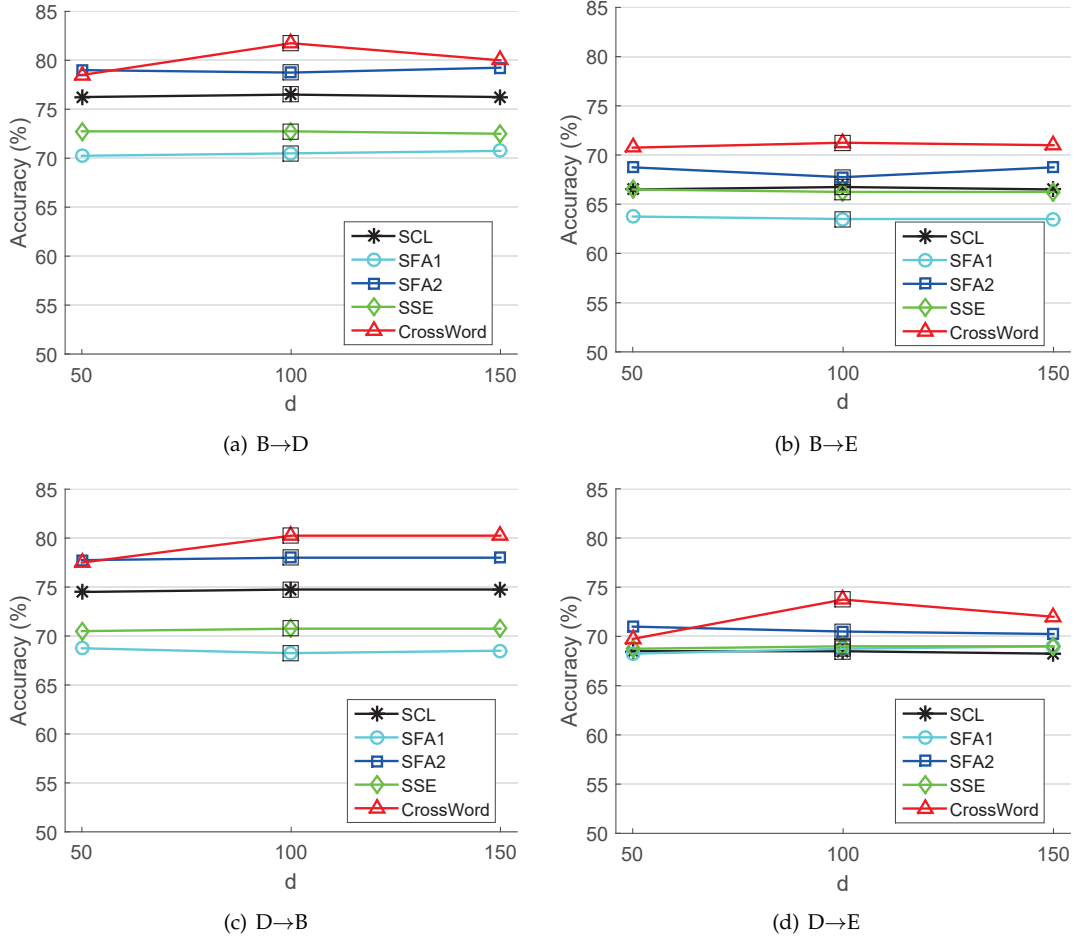 85
80
75
70
65
60
55
50
Accuracy (%)
50 100 150
d
SCL
SFA1
SFA2
SSE
CrossWord
(a) B→D
85
80
75
70
65
60
55
50
Accuracy (%)
50 100 150
d
SCL
SFA1
SFA2
SSE
CrossWord
(b) B→E
85
80
75
70
65
60
55
50
Accuracy (%)
50 100 150
d
SCL
SFA1
SFA2
SSE
CrossWord
(c) D→B
85
80
75
70
65
60
55
50
Accuracy (%)
50 100 150
d
SCL
SFA1
SFA2
SSE
CrossWord
(d) D→E